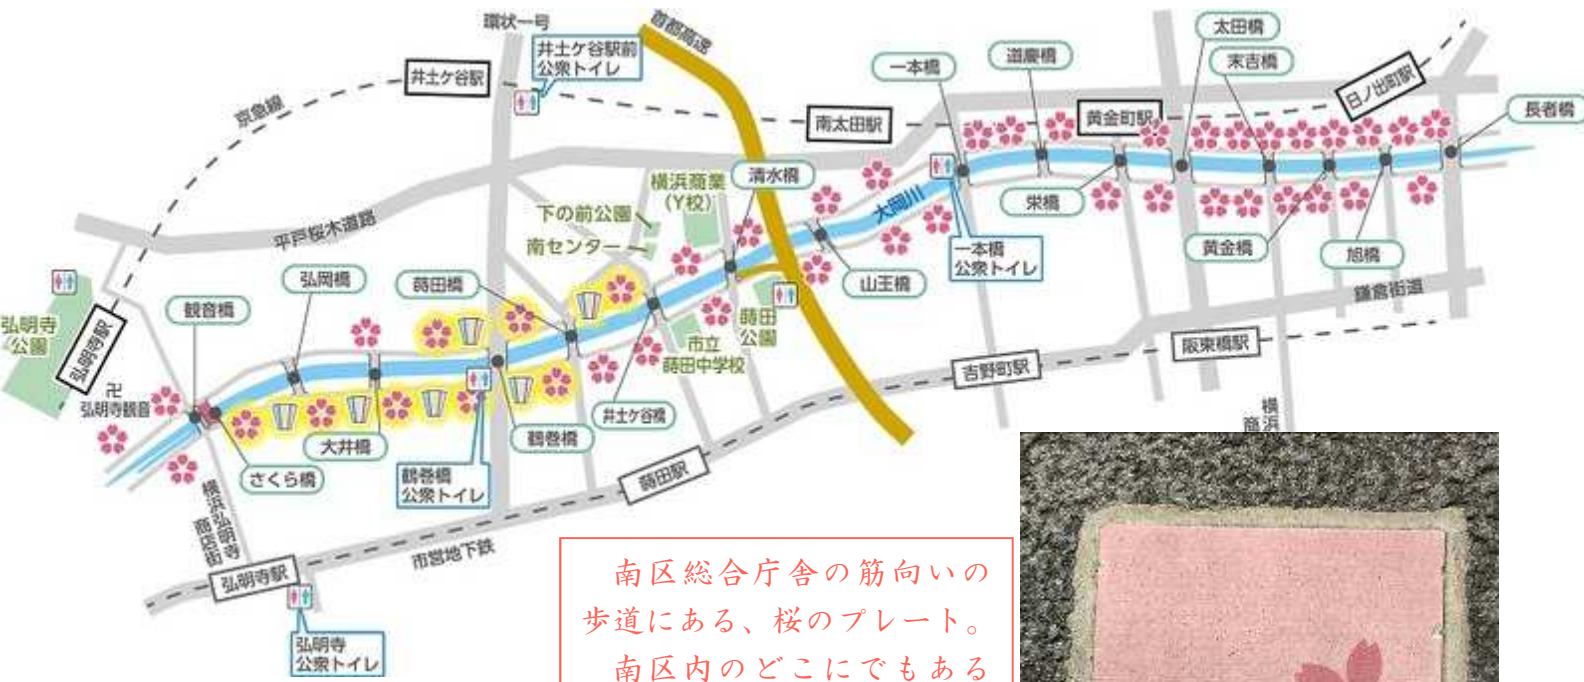 環状一号
首都高速
井土ケ谷駅前
公衆トイレ
井土ケ谷駅
京急線
南太田駅
一本橋
道慶橋
太田橋
末吉橋
黄金町駅
日ノ出町駅
長者橋
横浜商業
(Y校)
清水橋
下の前公園
南センター
大岡川
栄橋
黄金橋
旭橋
一本橋
公衆トイレ
山王橋
鎌倉街道
平戸桜木道路
弘岡橋
蒔田橋
観音橋
弘明寺
公園
弘明寺駅
卍
弘明寺観音
市立
蒔田中学校
蒔田
公園
吉野町駅
阪東橋駅
横浜
商
井土ケ谷橋
鶴巻橋
大井橋
さくら橋
鶴巻橋
公衆トイレ
蒔田駅
横浜弘明寺
商店街
市営地下鉄
弘明寺駅
弘明寺
公衆トイレ
南区総合庁舎の筋向いの
歩道にある、桜のプレート。
南区内のどこにでもある